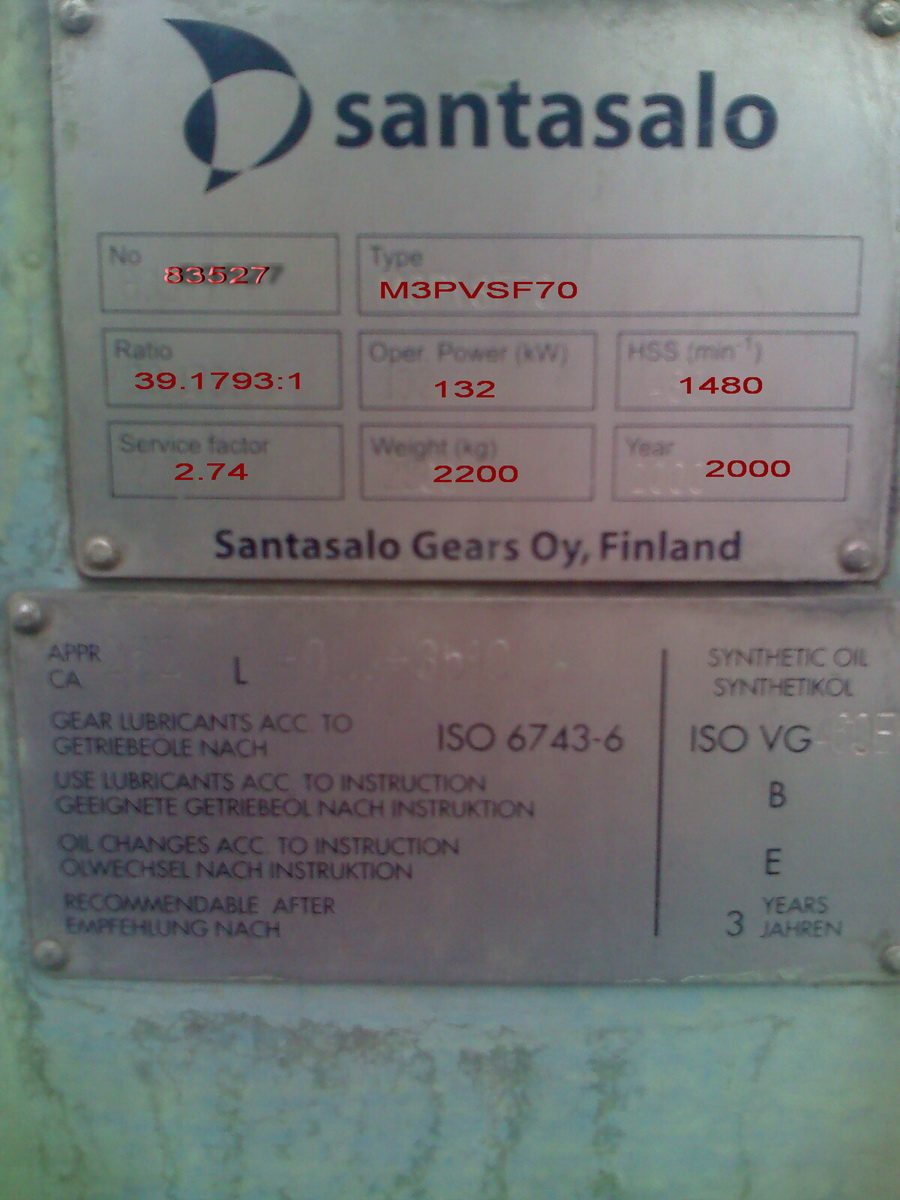 santasalo
No 83527
Type
M3PVSF70
Ratio
39.1793:1
Oper. Power (kW)
132
HSS (min⁻¹)
1480
Service factor
2.74
Weight (kg)
2200
Year
2000
Santasalo Gears Oy, Finland
APPR
CA
L
GEAR LUBRICANTS ACC. TO
GETRIEBEÖLE NACH
ISO 6743-6
USE LUBRICANTS ACC. TO INSTRUCTION
GEEIGNETE GETRIEBEÖL NACH INSTRUKTION
OIL CHANGES ACC. TO INSTRUCTION
ÖLWECHSEL NACH INSTRUKTION
RECOMMENDABLE AFTER
EMPFEHLUNG NACH
SYNTHETIC OIL
SYNTHETIKÖL
ISO VG
B
E
3 YEARS
JAHREN